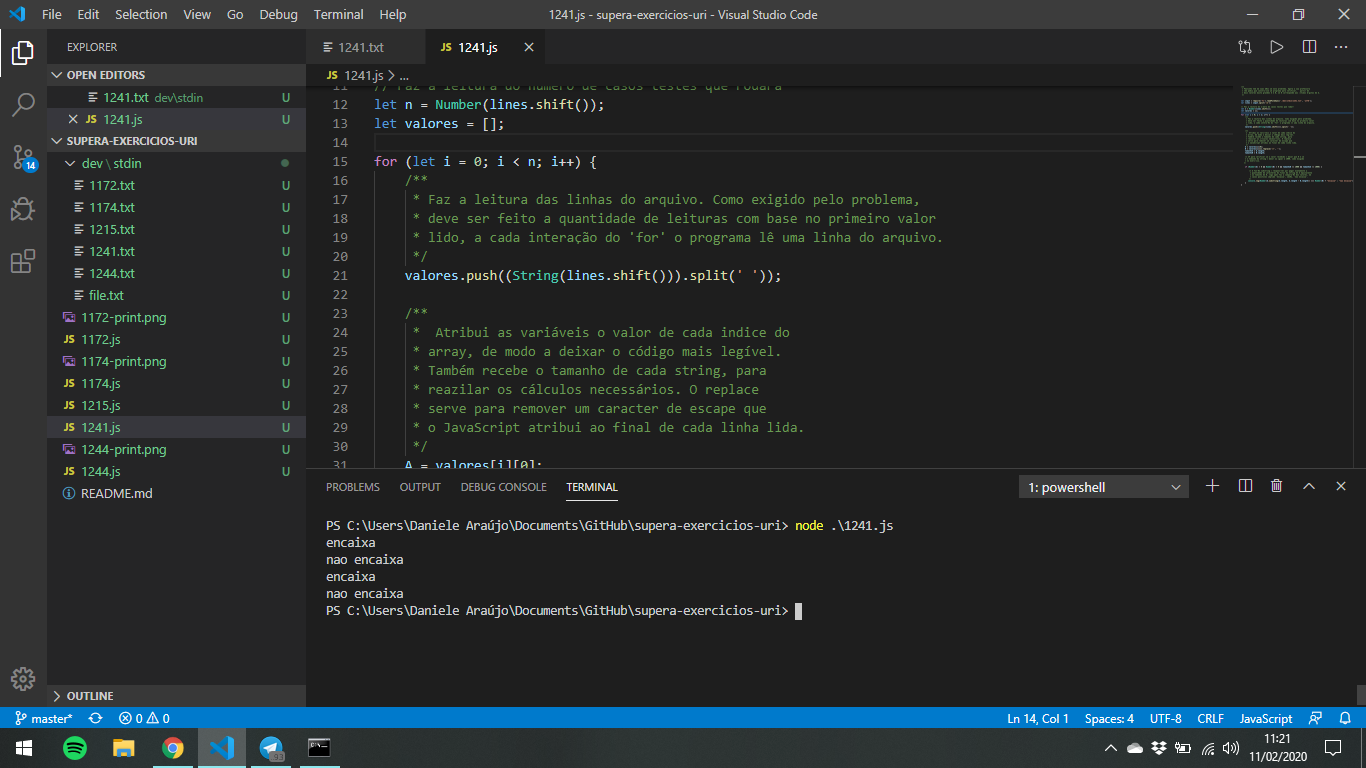 File Edit Selection View Go Debug Terminal Help
1241.js - supera-exercicios-uri - Visual Studio Code
EXPLORER
OPEN EDITORS
1241.txt dev\stdin U
JS 1241.js U
SUPERA-EXERCICIOS-URI
dev \ stdin
1172.txt U
1174.txt U
1215.txt U
1241.txt U
1244.txt U
file.txt U
1172-print.png U
JS 1172.js U
1174-print.png U
JS 1174.js U
JS 1215.js U
JS 1241.js U
1244-print.png U
JS 1244.js U
README.md
OUTLINE
14
1241.txt
JS 1241.js
JS 1241.js > ...
11 // Faz a leitura do número de casos testes que rodará
12 let n = Number(lines.shift());
13 let valores = [];
14
15 for (let i = 0; i < n; i++) {
16 /**
17 * Faz a leitura das linhas do arquivo. Como exigido pelo problema,
18 * deve ser feito a quantidade de leituras com base no primeiro valor
19 * lido, a cada interação do 'for' o programa lê uma linha do arquivo.
20 */
21 valores.push((String(lines.shift())).split(' '));
22
23 /**
24 *  Atribui as variáveis o valor de cada indice do
25 * array, de modo a deixar o código mais legível.
26 * Também recebe o tamanho de cada string, para
27 * reazilar os cálculos necessários. O replace
28 * serve para remover um caracter de escape que
29 * o JavaScript atribui ao final de cada linha lida.
30 */
31 A = valores[i][0];
PROBLEMS OUTPUT DEBUG CONSOLE TERMINAL
1: powershell
PS C:\Users\Daniele Araújo\Documents\GitHub\supera-exercicios-uri> node .\1241.js
encaixa
nao encaixa
encaixa
nao encaixa
PS C:\Users\Daniele Araújo\Documents\GitHub\supera-exercicios-uri>
master* 0 0
Ln 14, Col 1 Spaces: 4 UTF-8 CRLF JavaScript
11:21
11/02/2020